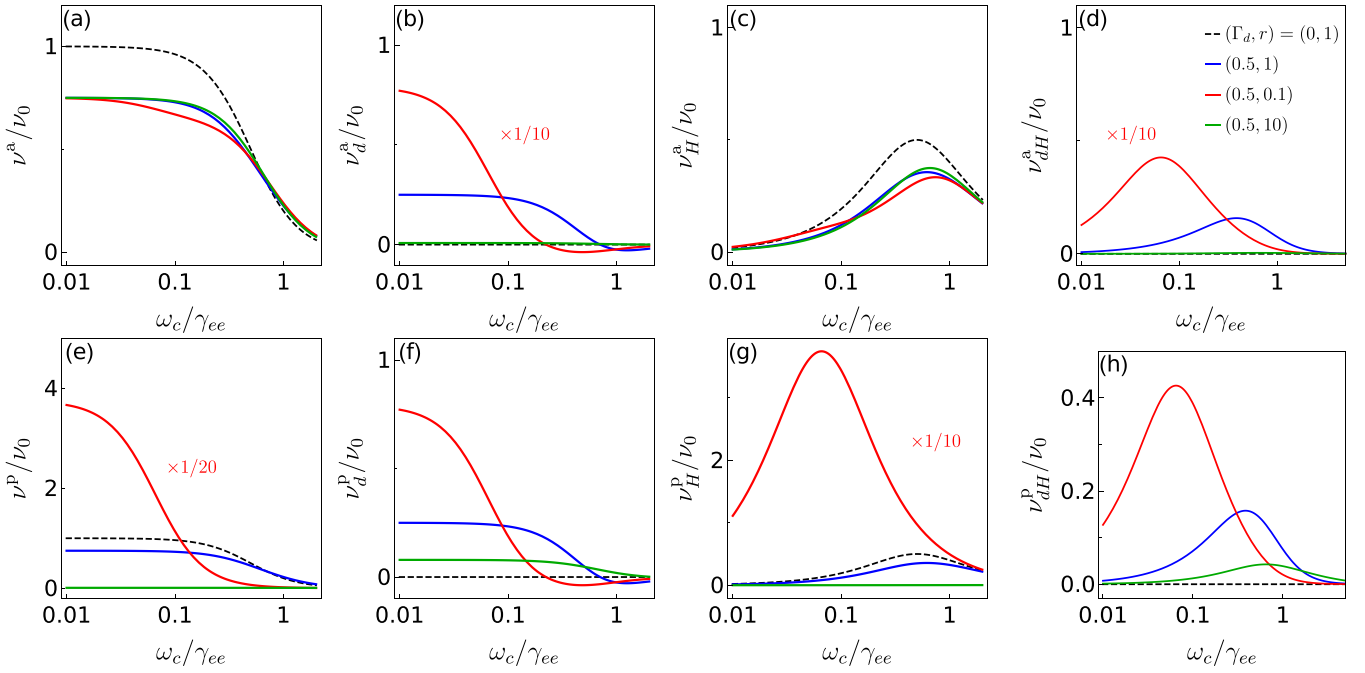 (a)
ν^a/ν_0
1
0
0.01 0.1 1
ω_c/γ_ee
(b)
ν_d^a/ν_0
1
0
×1/10
0.01 0.1 1
ω_c/γ_ee
(c)
ν_H^a/ν_0
1
0
0.01 0.1 1
ω_c/γ_ee
(d)
ν_dH^a/ν_0
1
0
×1/10
(Γ_d, r) = (0, 1)
(0.5, 1)
(0.5, 0.1)
(0.5, 10)
0.01 0.1 1
ω_c/γ_ee
(e)
ν^p/ν_0
4
2
0
×1/20
0.01 0.1 1
ω_c/γ_ee
(f)
ν_d^p/ν_0
1
0
0.01 0.1 1
ω_c/γ_ee
(g)
ν_H^p/ν_0
2
0
×1/10
0.01 0.1 1
ω_c/γ_ee
(h)
ν_dH^p/ν_0
0.4
0.2
0.0
0.01 0.1 1
ω_c/γ_ee